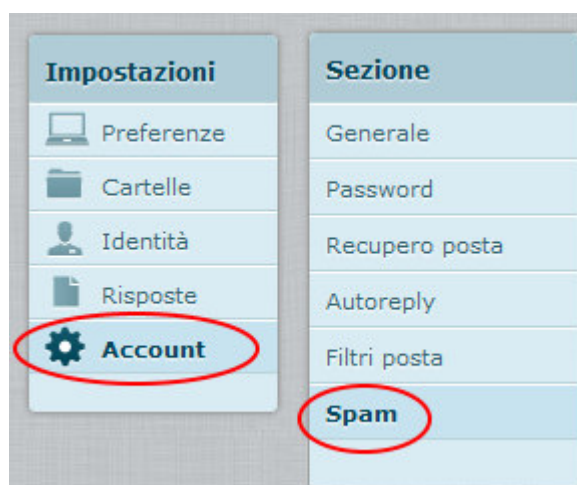 Impostazioni
Preferenze
Cartelle
Identità
Risposte
Account
Sezione
Generale
Password
Recupero posta
Autoreply
Filtri posta
Spam